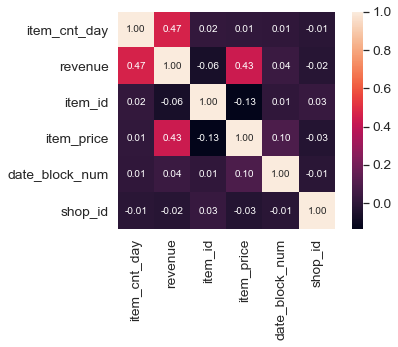 item_cnt_day 1.00 0.47 0.02 0.01 0.01 -0.01
revenue 0.47 1.00 -0.06 0.43 0.04 -0.02
item_id 0.02 -0.06 1.00 -0.13 0.01 0.03
item_price 0.01 0.43 -0.13 1.00 0.10 -0.03
date_block_num 0.01 0.04 0.01 0.10 1.00 -0.01
shop_id -0.01 -0.02 0.03 -0.03 -0.01 1.00
item_cnt_day
revenue
item_id
item_price
date_block_num
shop_id
1.0
0.8
0.6
0.4
0.2
0.0